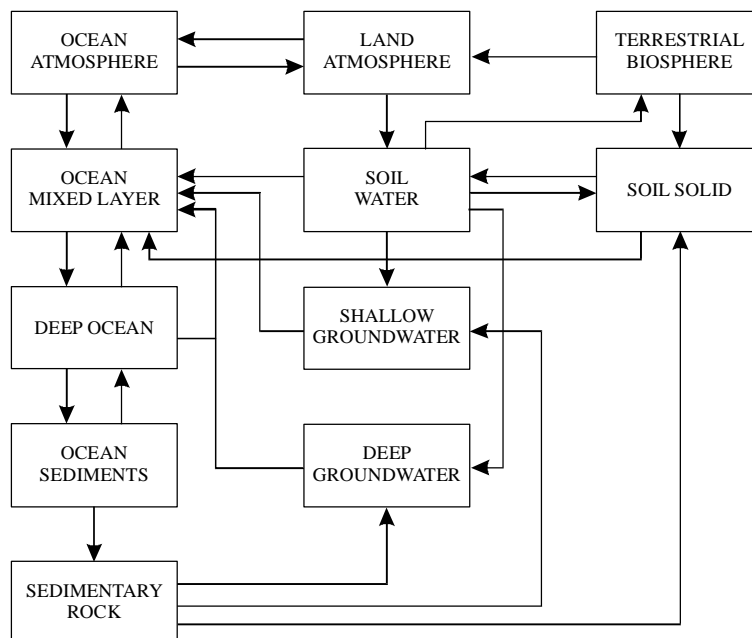 OCEAN
ATMOSPHERE
LAND
ATMOSPHERE
TERRESTRIAL
BIOSPHERE
OCEAN
MIXED LAYER
SOIL
WATER
SOIL SOLID
DEEP OCEAN
SHALLOW
GROUNDWATER
OCEAN
SEDIMENTS
DEEP
GROUNDWATER
SEDIMENTARY
ROCK